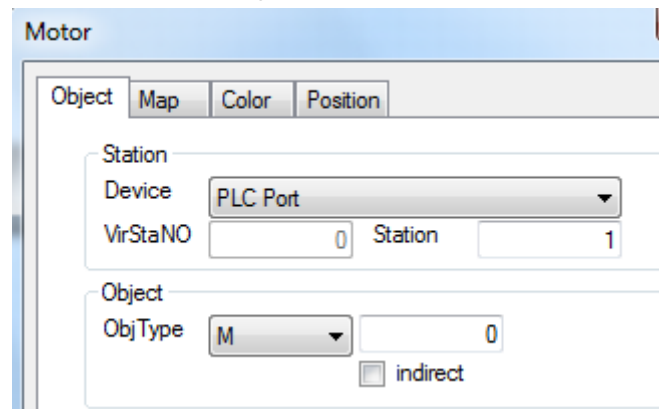 Motor
Object Map Color Position
Station
Device PLC Port
VirStaNO 0 Station 1
Object
ObjType M 0
indirect